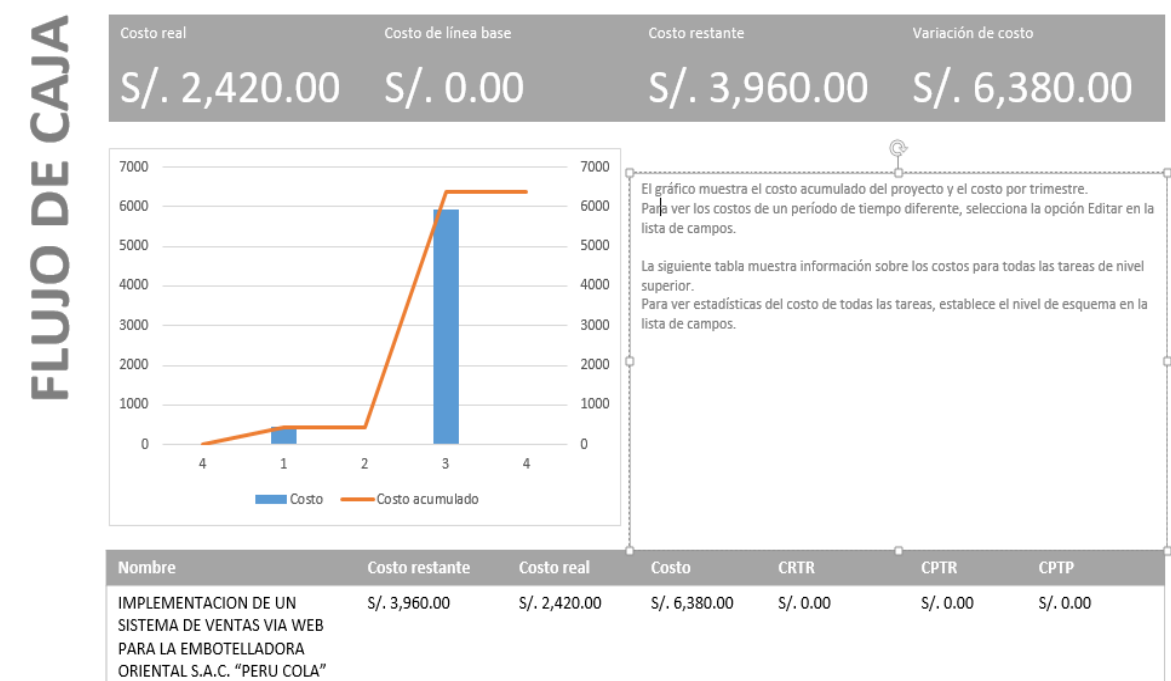 FLUJO DE CAJA
Costo real
Costo de línea base
Costo restante
Variación de costo
S/. 2,420.00
S/. 0.00
S/. 3,960.00
S/. 6,380.00
7000
6000
5000
4000
3000
2000
1000
0
7000
6000
5000
4000
3000
2000
1000
0
4 1 2 3 4
Costo Costo acumulado
El gráfico muestra el costo acumulado del proyecto y el costo por trimestre.
Para ver los costos de un período de tiempo diferente, selecciona la opción Editar en la
lista de campos.
La siguiente tabla muestra información sobre los costos para todas las tareas de nivel
superior.
Para ver estadísticas del costo de todas las tareas, establece el nivel de esquema en la
lista de campos.
Nombre Costo restante Costo real Costo CRTR CPTR CPTP
IMPLEMENTACION DE UN S/. 3,960.00 S/. 2,420.00 S/. 6,380.00 S/. 0.00 S/. 0.00 S/. 0.00
SISTEMA DE VENTAS VIA WEB
PARA LA EMBOTELLADORA
ORIENTAL S.A.C. “PERU COLA”